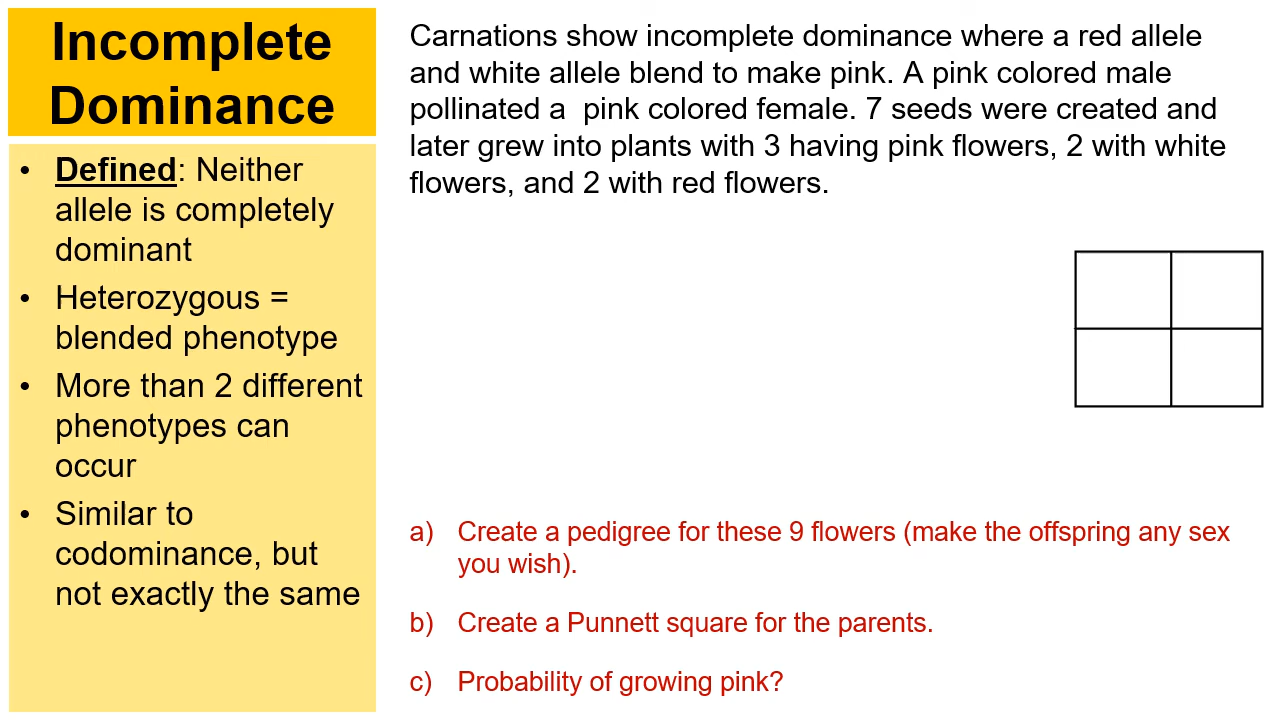 Incomplete
Dominance
• Defined: Neither
allele is completely
dominant
• Heterozygous =
blended phenotype
• More than 2 different
phenotypes can
occur
• Similar to
codominance, but
not exactly the same
Carnations show incomplete dominance where a red allele
and white allele blend to make pink. A pink colored male
pollinated a  pink colored female. 7 seeds were created and
later grew into plants with 3 having pink flowers, 2 with white
flowers, and 2 with red flowers.
a) Create a pedigree for these 9 flowers (make the offspring any sex
you wish).
b) Create a Punnett square for the parents.
c) Probability of growing pink?